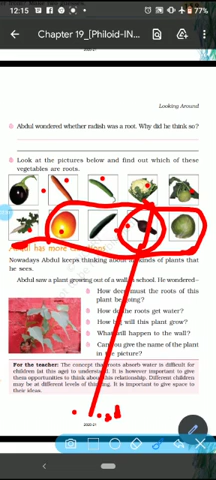 12:15
77%
Chapter 19_[Philoid-IN...
2020-21
Looking Around
Abdul wondered whether radish was a root. Why did he think so?
Look at the pictures below and find out which of these
vegetables are roots.
Abdul has more
Nowadays Abdul keeps thinking about the kinds of plants that
he sees.
Abdul saw a plant growing out of a wall in school. He wondered-
How deep must the roots of this
plant be going?
How do the roots get water?
How big will this plant grow?
What will happen to the wall?
Can you give the name of the plant
in the picture?
For the teacher: The concept that roots absorb water is difficult for
children (at this age) to understand. It is however important to give
them opportunities to think about this relationship. Different children
may be at different levels of thinking. It is important to give space to
their ideas.
2020-21